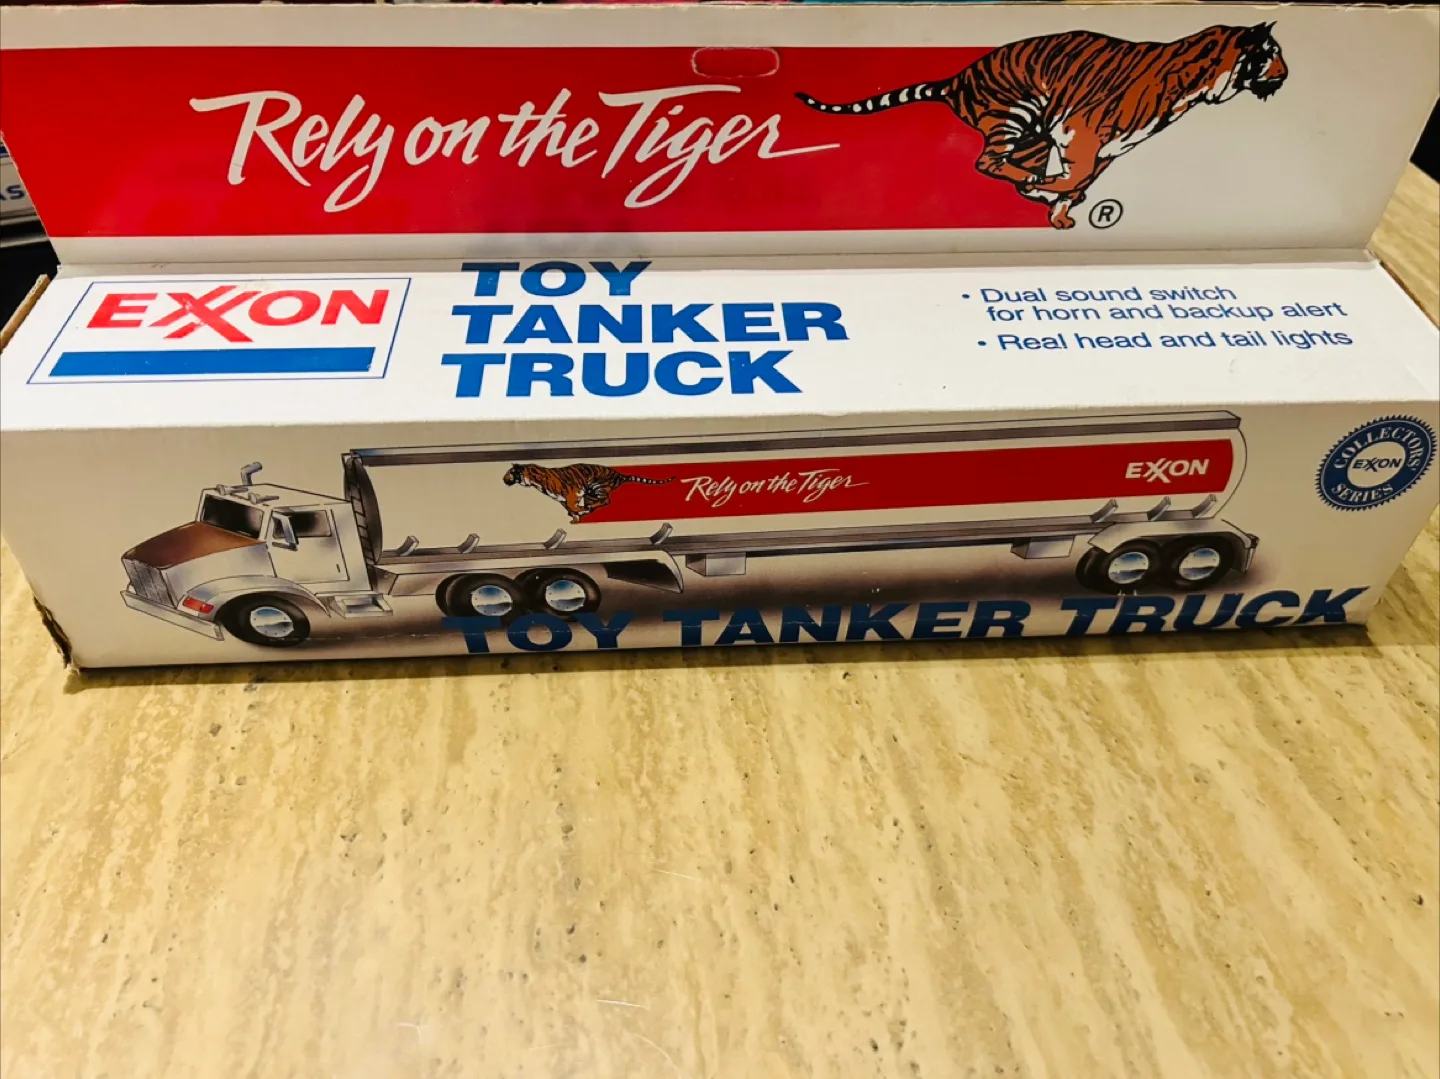 Rely on the Tiger
®
EXXON
TOY
TANKER
TRUCK
• Dual sound switch
for horn and backup alert
• Real head and tail lights
Rely on the Tiger
EXXON
COLLECTORS
EXXON
SERIES
TOY TANKER TRUCK
AS